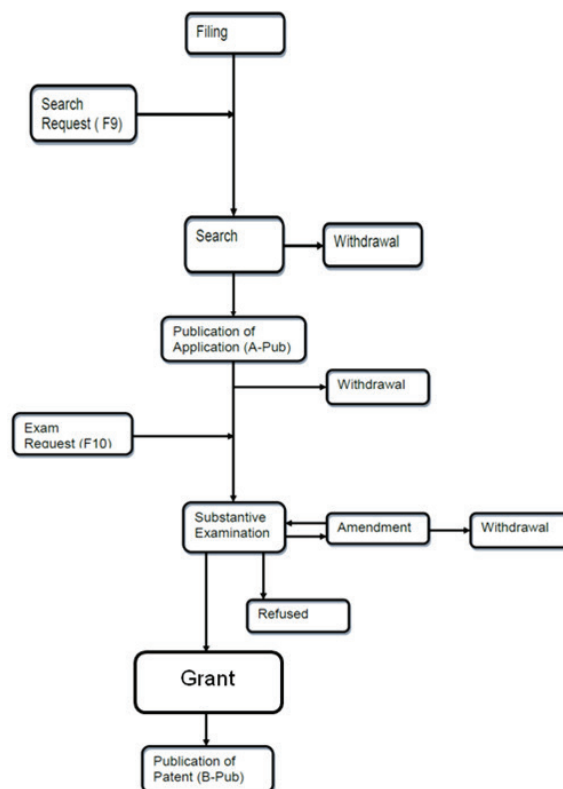 Filing
Search
Request ( F9)
Search
Withdrawal
Publication of
Application (A-Pub)
Withdrawal
Exam
Request (F10)
Substantive
Examination
Amendment
Withdrawal
Refused
Grant
Publication of
Patent (B-Pub)